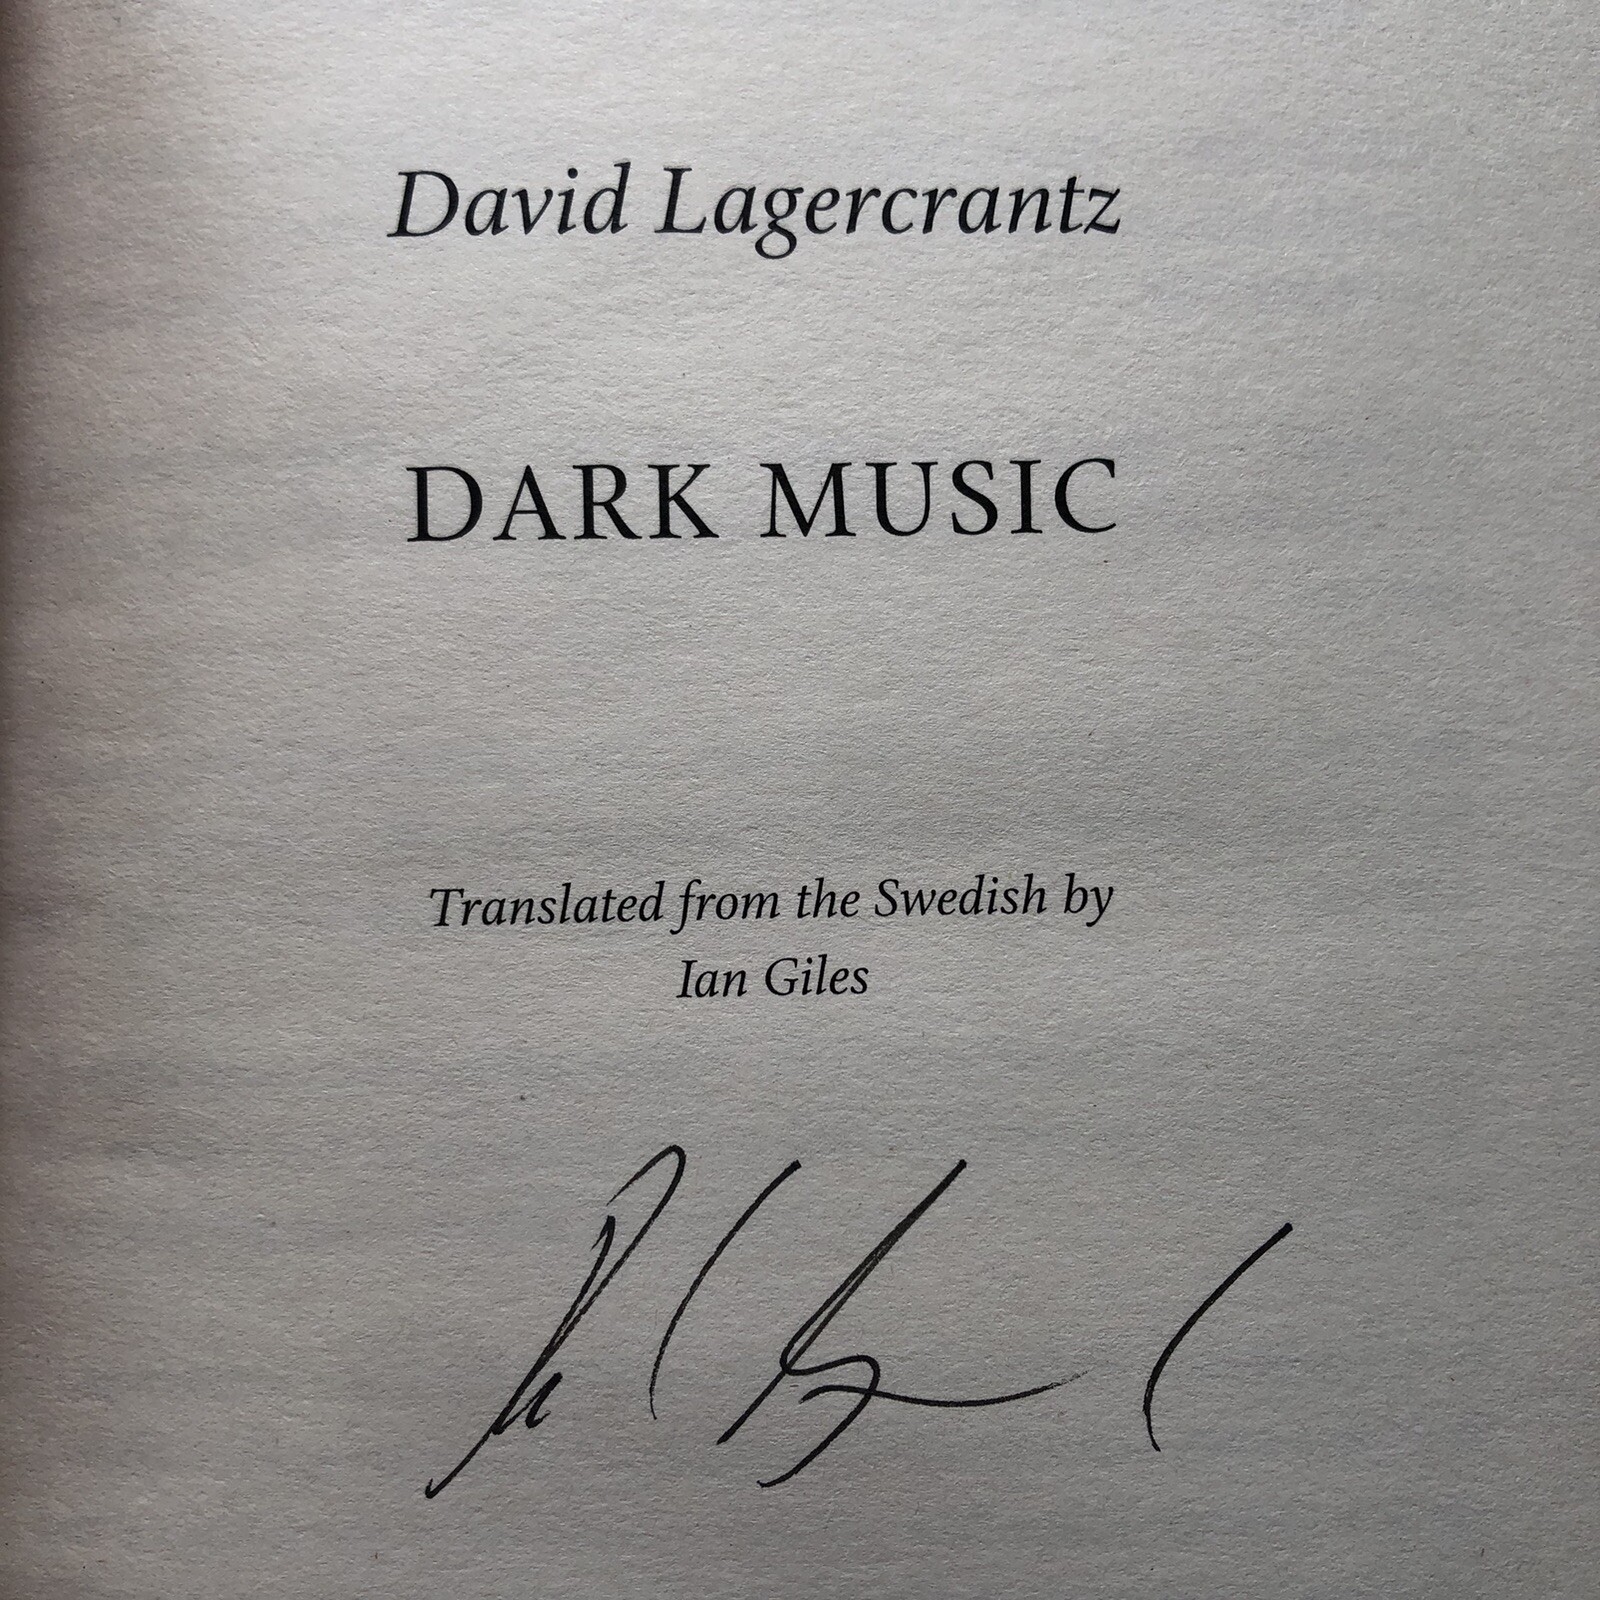 David Lagercrantz
DARK MUSIC
Translated from the Swedish by
Ian Giles